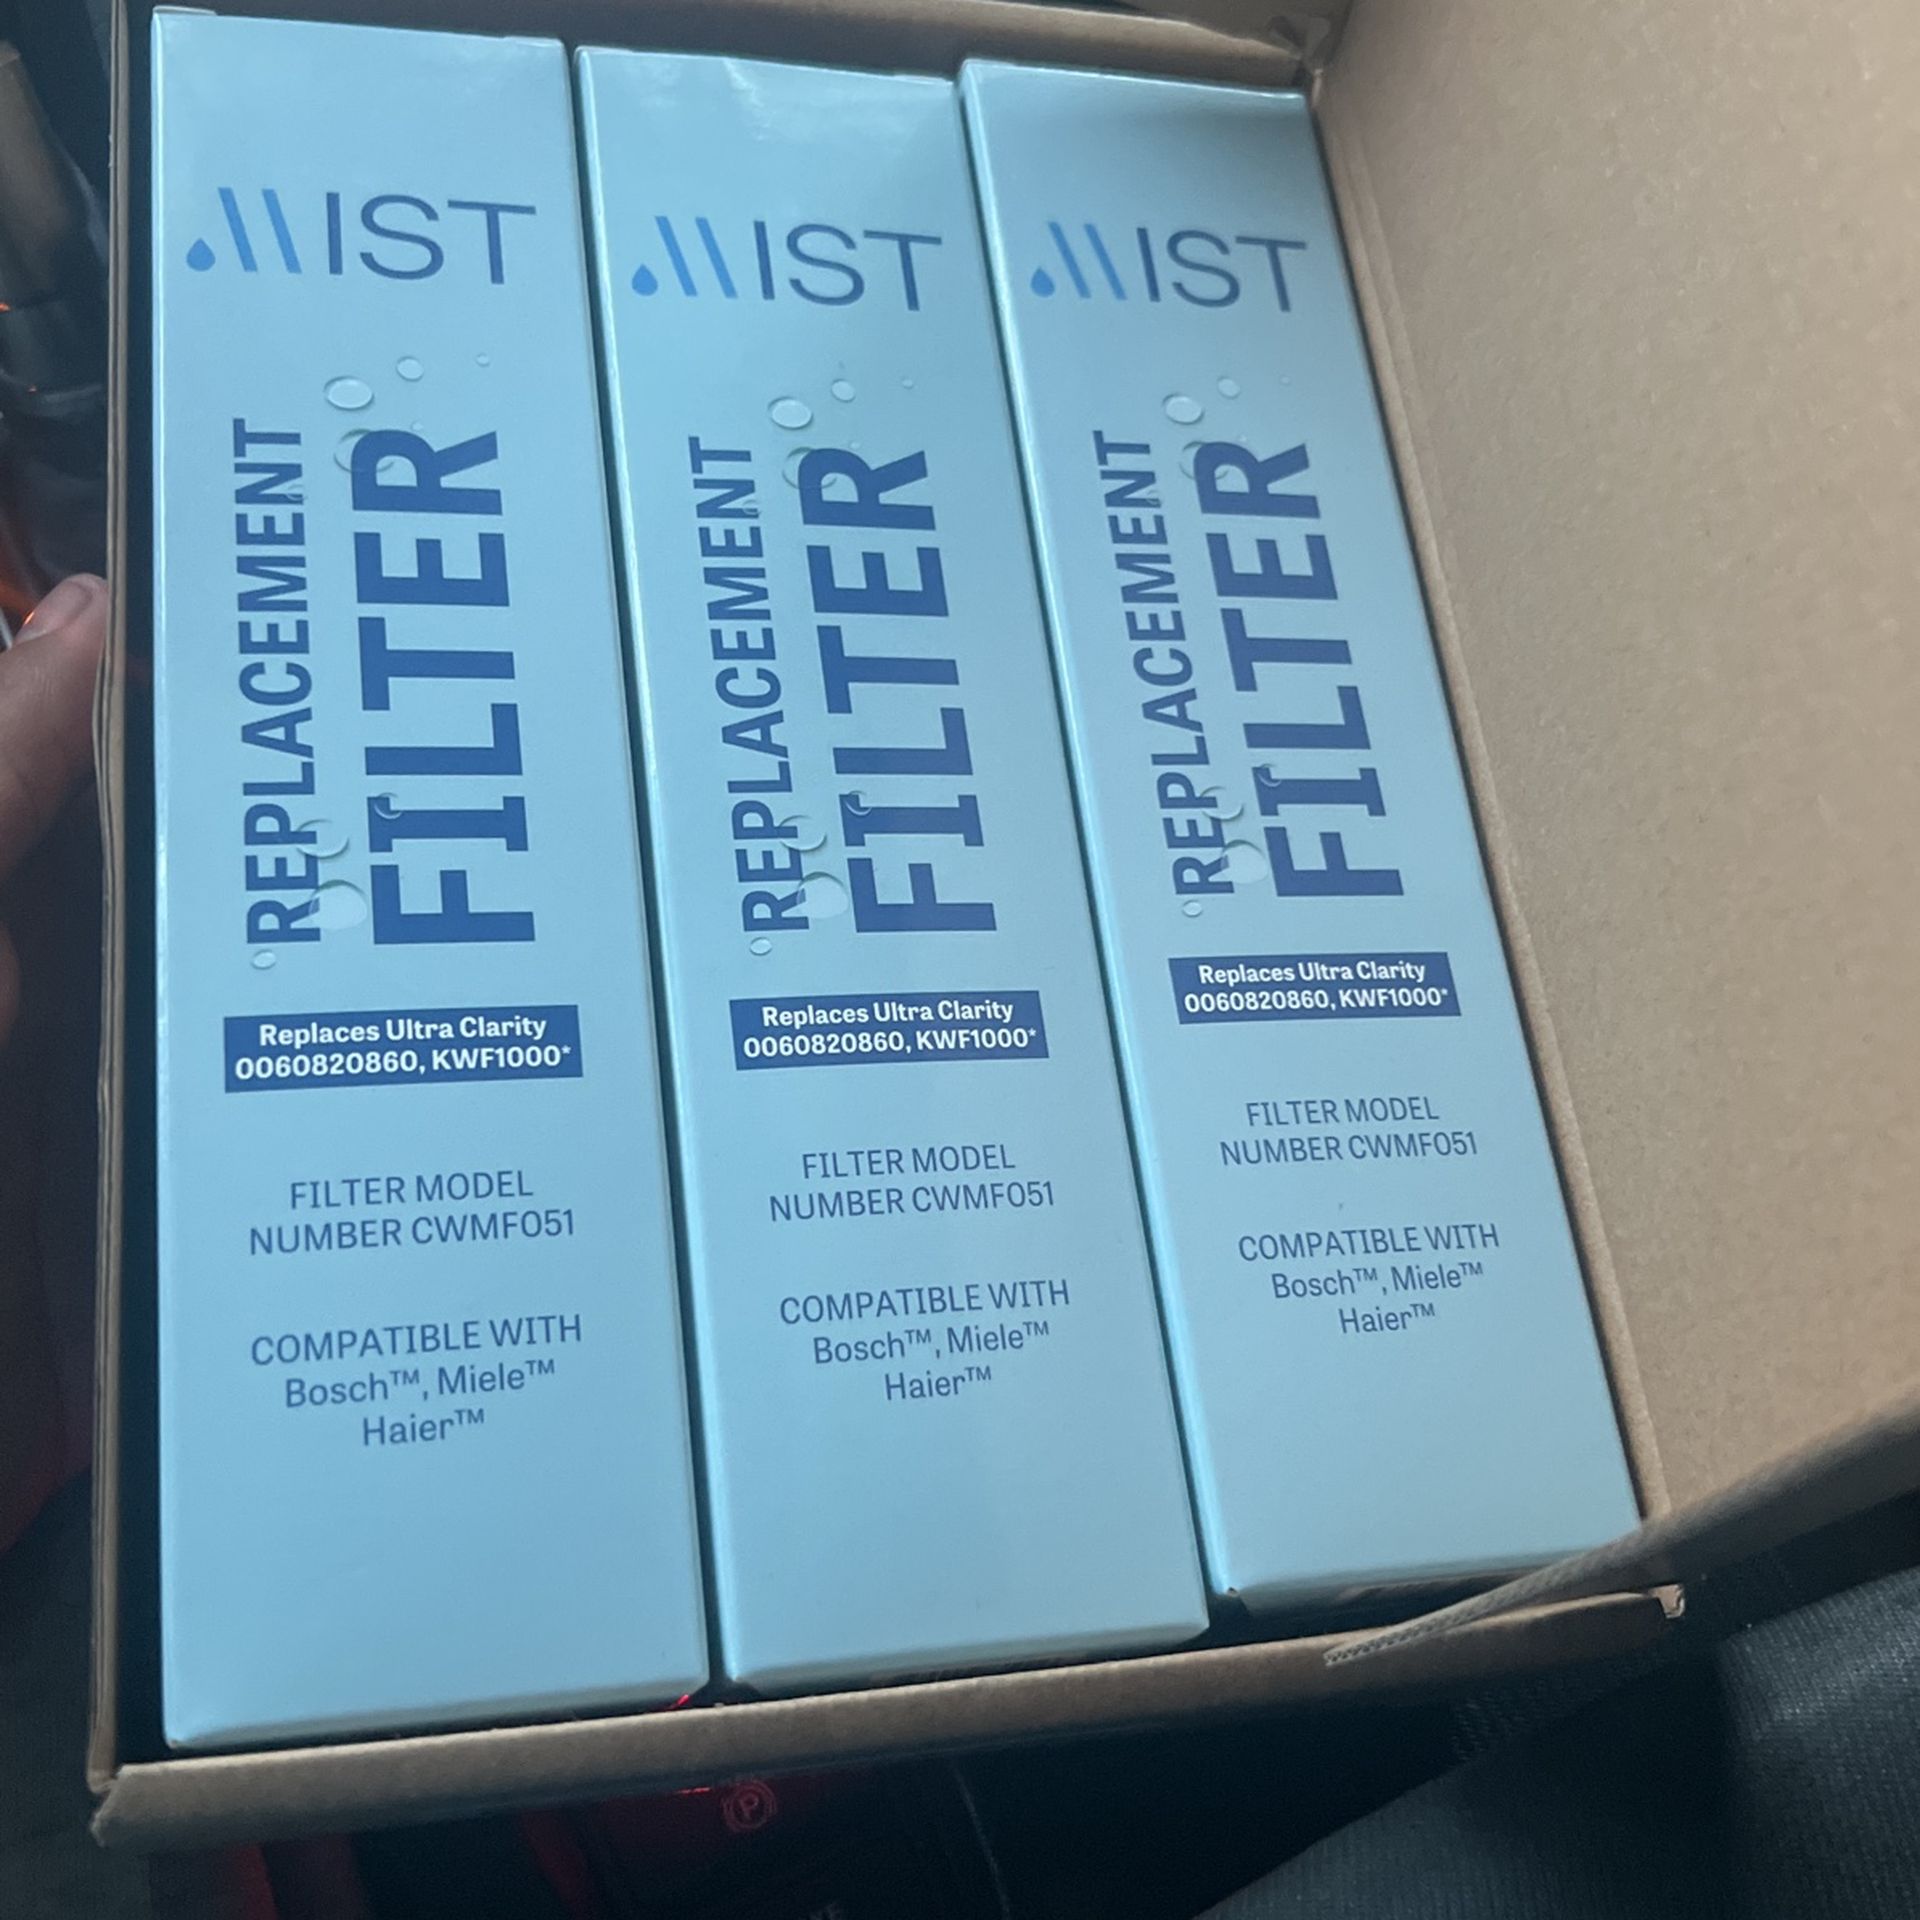 MIST
REPLACEMENT
FILTER
Replaces Ultra Clarity
0060820860, KWF1000*
FILTER MODEL
NUMBER CWMF051
COMPATIBLE WITH
Bosch™, Miele™
Haier™
MIST
REPLACEMENT
FILTER
Replaces Ultra Clarity
0060820860, KWF1000*
FILTER MODEL
NUMBER CWMF051
COMPATIBLE WITH
Bosch™, Miele™
Haier™
MIST
REPLACEMENT
FILTER
Replaces Ultra Clarity
0060820860, KWF1000*
FILTER MODEL
NUMBER CWMF051
COMPATIBLE WITH
Bosch™, Miele™
Haier™
P